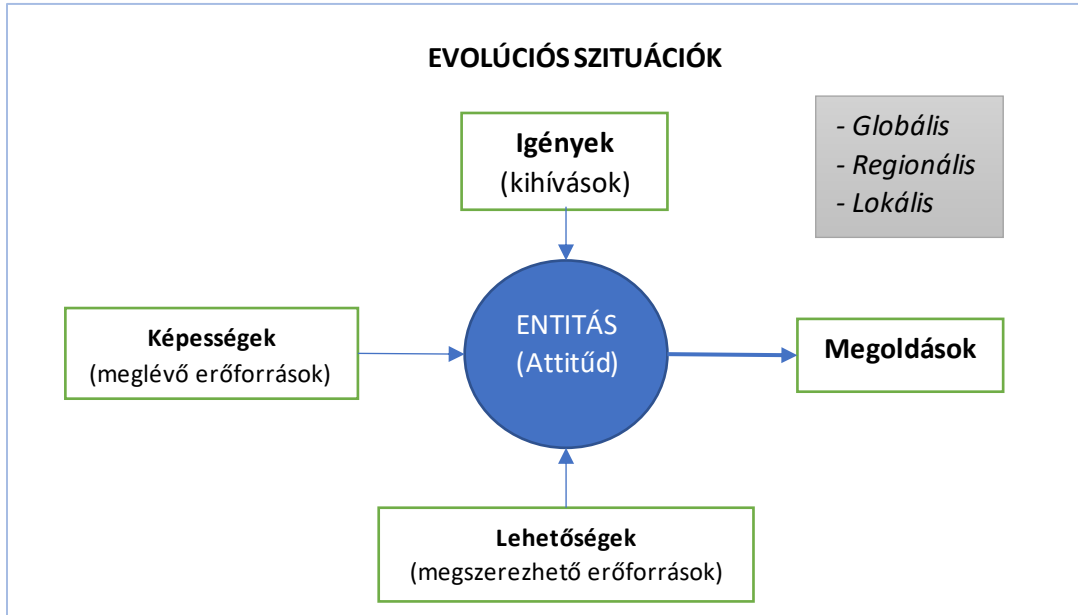 EVOLÚCIÓS SZITUÁCIÓK
Igények
(kihívások)
- Globális
- Regionális
- Lokális
Képességek
(meglévő erőforrások)
ENTITÁS
(Attitűd)
Megoldások
Lehetőségek
(megszerezhető erőforrások)